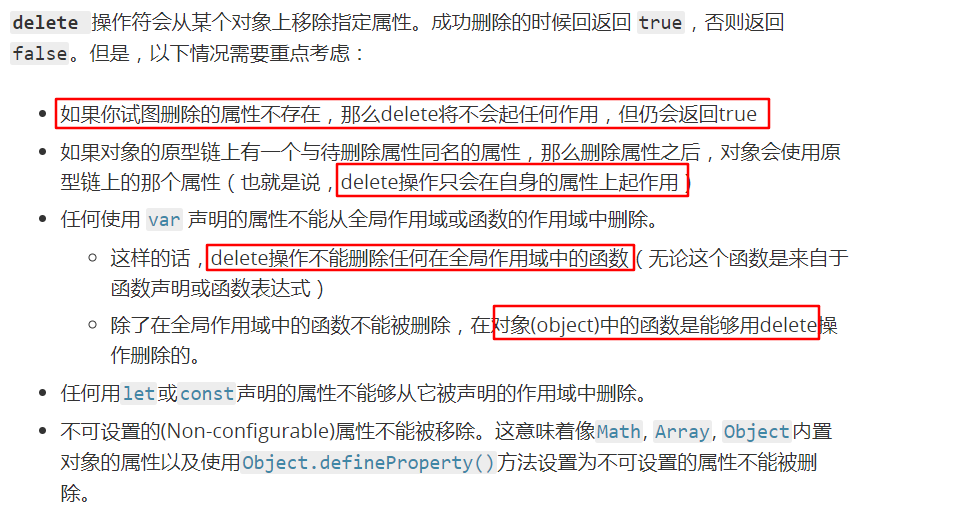 delete 操作符会从某个对象上移除指定属性。成功删除的时候回返回 true，否则返回
false。但是，以下情况需要重点考虑：
• 如果你试图删除的属性不存在，那么delete将不会起任何作用，但仍会返回true
• 如果对象的原型链上有一个与待删除属性同名的属性，那么删除属性之后，对象会使用原
型链上的那个属性（也就是说，delete操作只会在自身的属性上起作用）
• 任何使用 var 声明的属性不能从全局作用域或函数的作用域中删除。
◦ 这样的话，delete操作不能删除任何在全局作用域中的函数（无论这个函数是来自于
函数声明或函数表达式）
◦ 除了在全局作用域中的函数不能被删除，在对象(object)中的函数是能够用delete操
作删除的。
• 任何用let或const声明的属性不能够从它被声明的作用域中删除。
• 不可设置的(Non-configurable)属性不能被移除。这意味着像Math, Array, Object内置
对象的属性以及使用Object.defineProperty()方法设置为不可设置的属性不能被删
除。